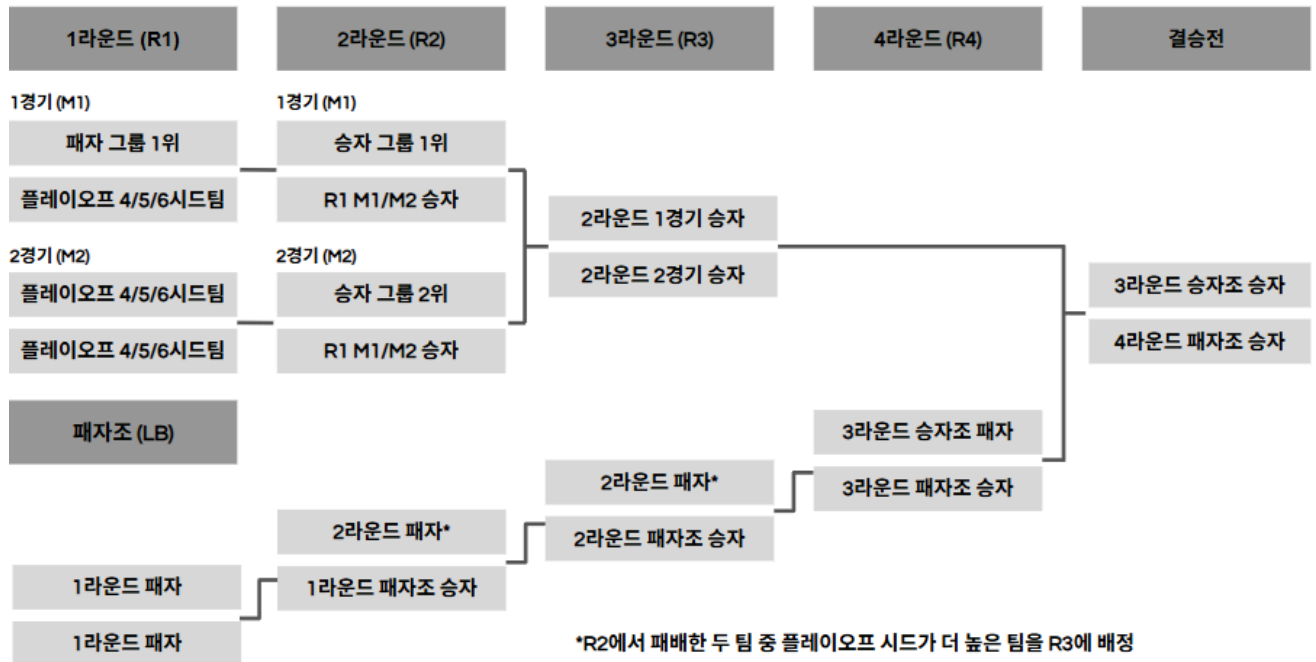 1라운드 (R1)
2라운드 (R2)
3라운드 (R3)
4라운드 (R4)
결승전
1경기 (M1)
1경기 (M1)
패자 그룹 1위
승자 그룹 1위
플레이오프 4/5/6시드팀
R1 M1/M2 승자
2라운드 1경기 승자
2경기 (M2)
2경기 (M2)
2라운드 2경기 승자
플레이오프 4/5/6시드팀
승자 그룹 2위
3라운드 승자조 승자
플레이오프 4/5/6시드팀
R1 M1/M2 승자
4라운드 패자조 승자
패자조 (LB)
3라운드 승자조 패자
2라운드 패자*
3라운드 패자조 승자
2라운드 패자*
2라운드 패자조 승자
1라운드 패자
1라운드 패자조 승자
1라운드 패자
*R2에서 패배한 두 팀 중 플레이오프 시드가 더 높은 팀을 R3에 배정